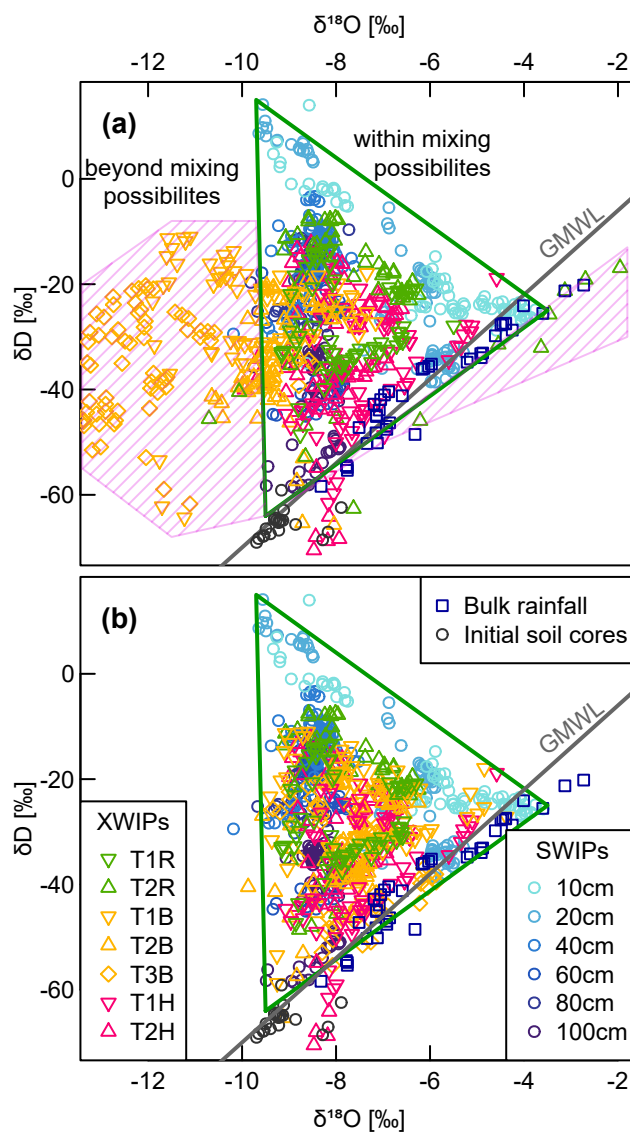 δ¹⁸O [‰]
-12 -10 -8 -6 -4 -2
(a)
within mixing
possibilites
beyond mixing
possibilites
GMWL
0
-20
-40
-60
δD [‰]
(b)
Bulk rainfall
Initial soil cores
GMWL
0
-20
-40
-60
δD [‰]
XWIPs
T1R
T2R
T1B
T2B
T3B
T1H
T2H
SWIPs
10cm
20cm
40cm
60cm
80cm
100cm
-12 -10 -8 -6 -4 -2
δ¹⁸O [‰]